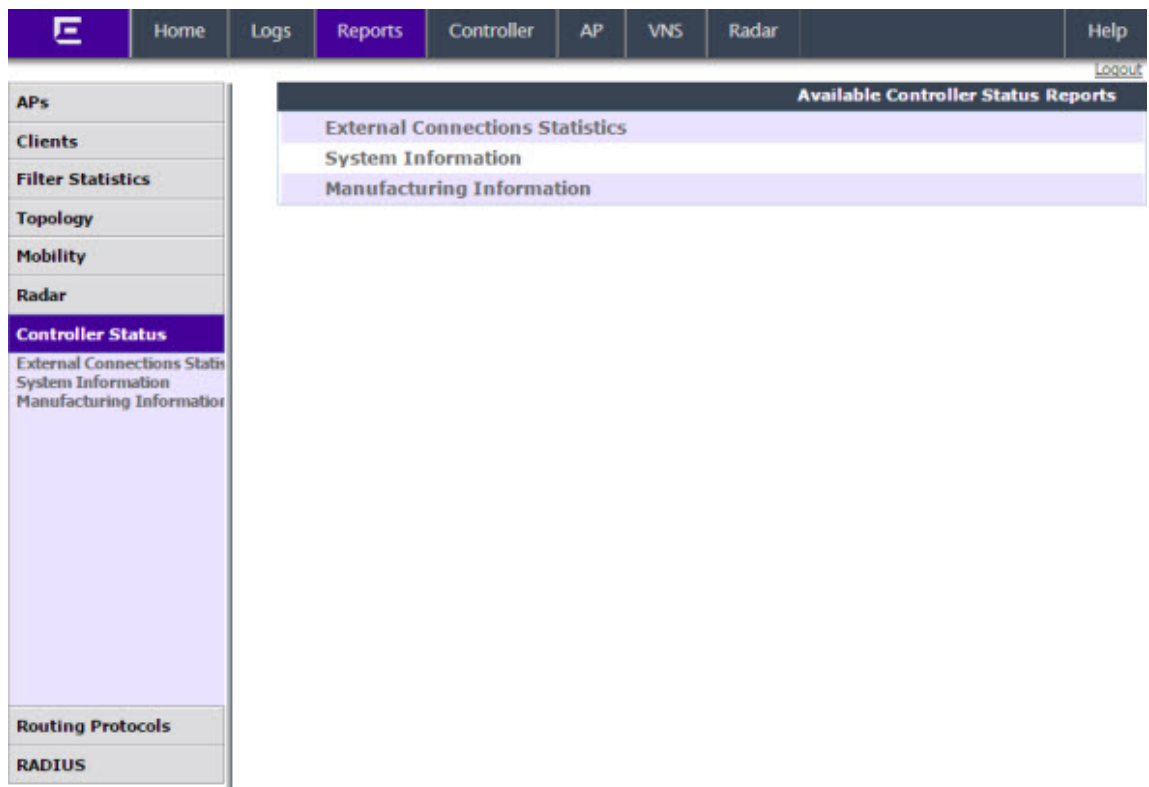 Home Logs Reports Controller AP VNS Radar Help
Logout
APs
Clients
Filter Statistics
Topology
Mobility
Radar
Controller Status
External Connections Statis
System Information
Manufacturing Information
Routing Protocols
RADIUS
Available Controller Status Reports
External Connections Statistics
System Information
Manufacturing Information